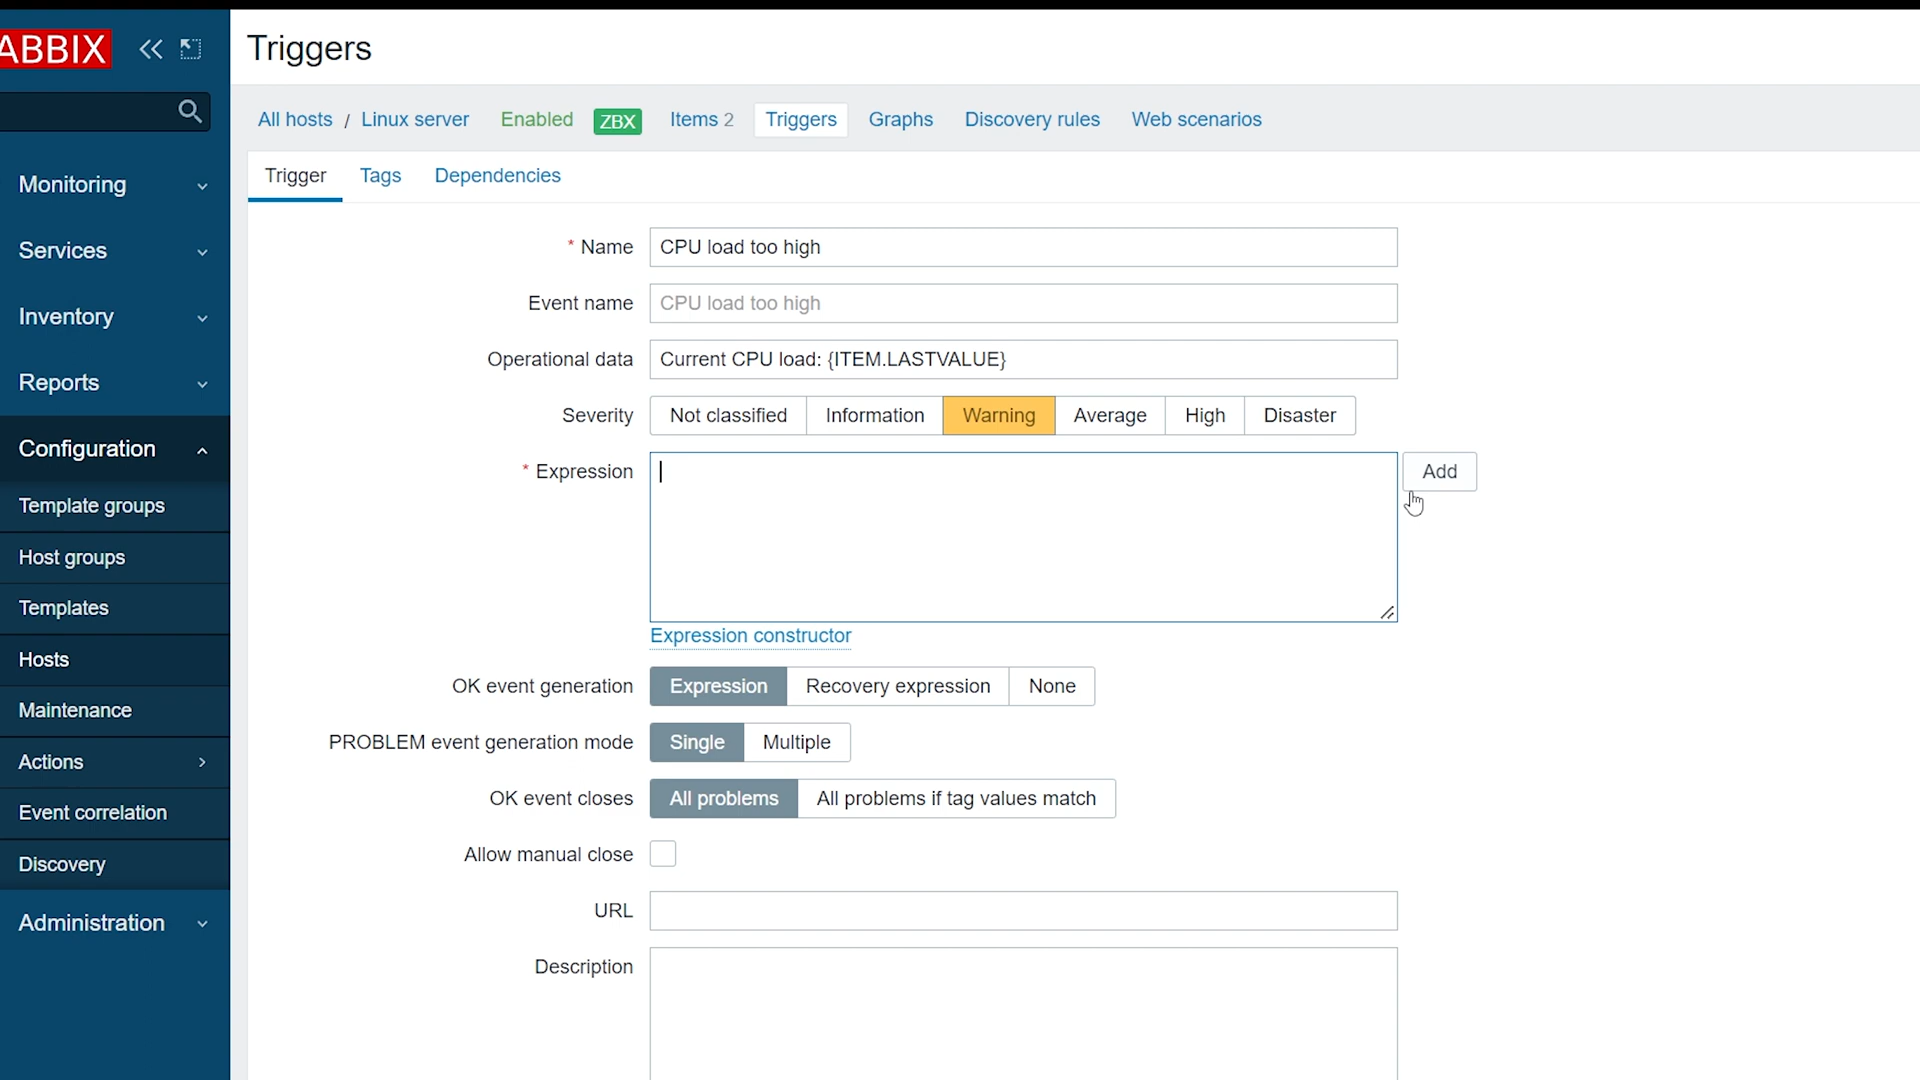 ABBIX
Triggers
All hosts / Linux server Enabled ZBX Items 2 Triggers Graphs Discovery rules Web scenarios
Trigger Tags Dependencies
Monitoring
Services
Inventory
Reports
Configuration
Template groups
Host groups
Templates
Hosts
Maintenance
Actions
Event correlation
Discovery
Administration
* Name CPU load too high
Event name CPU load too high
Operational data Current CPU load: {ITEM.LASTVALUE}
Severity Not classified Information Warning Average High Disaster
* Expression Add
Expression constructor
OK event generation Expression Recovery expression None
PROBLEM event generation mode Single Multiple
OK event closes All problems All problems if tag values match
Allow manual close
URL
Description